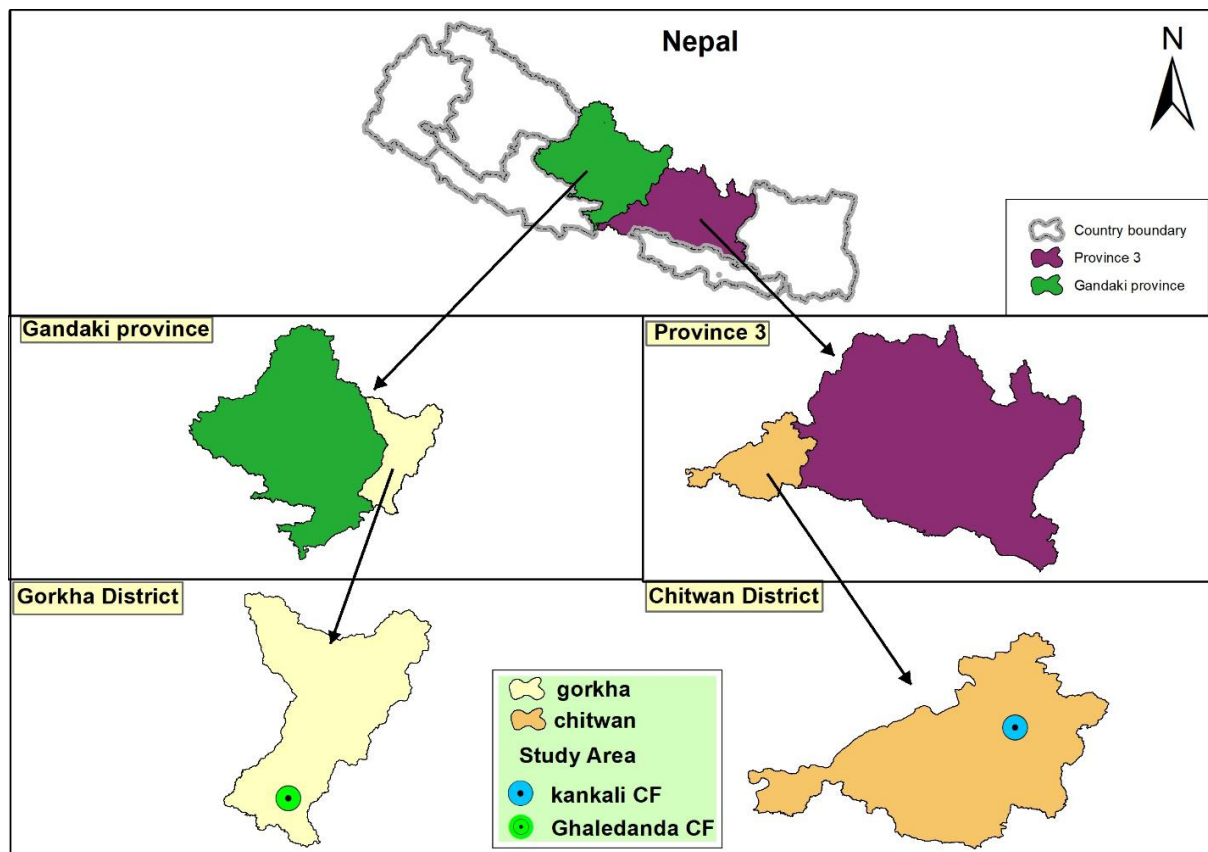 Nepal
N
Country boundary
Province 3
Gandaki province
Gandaki province
Province 3
Gorkha District
Chitwan District
gorkha
chitwan
Study Area
kankali CF
Ghaledanda CF